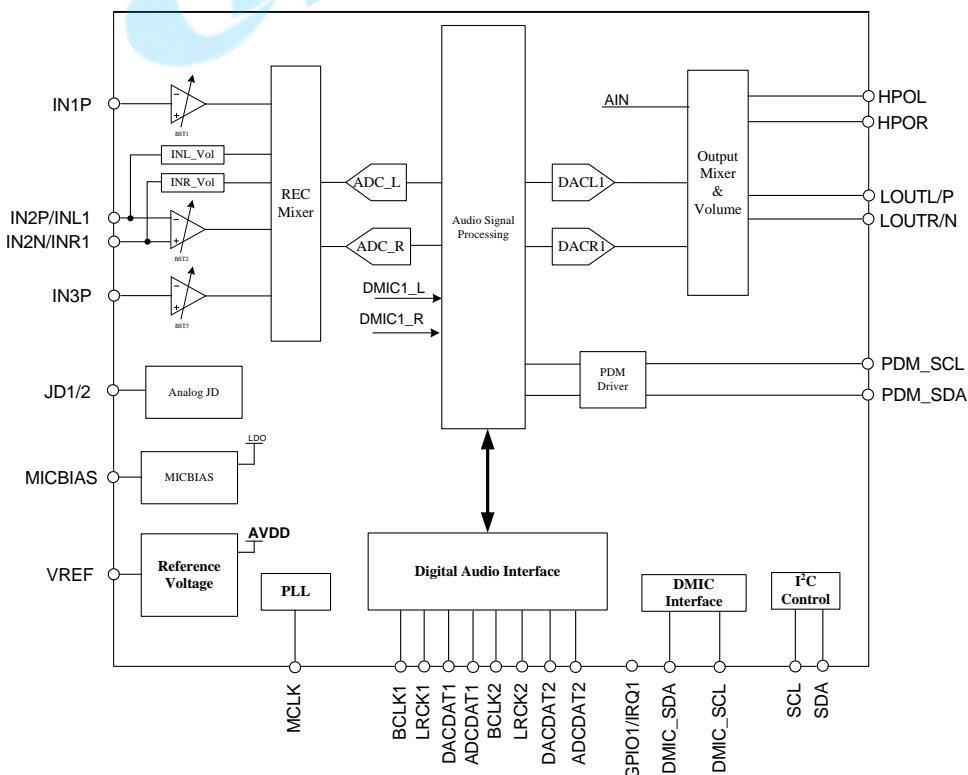 IN1P
BST1
INL_Vol
INR_Vol
IN2P/INL1
IN2N/INR1
BST2
IN3P
BST3
REC
Mixer
ADC_L
ADC_R
DMIC1_L
DMIC1_R
Audio Signal
Processing
AIN
DACL1
DACR1
Output
Mixer
&
Volume
HPOL
HPOR
LOUTL/P
LOUTR/N
PDM
Driver
PDM_SCL
PDM_SDA
JD1/2
Analog JD
MICBIAS
MICBIAS
LDO
VREF
Reference
Voltage
AVDD
PLL
Digital Audio Interface
DMIC
Interface
I²C
Control
MCLK
BCLK1
LRCK1
DACDAT1
ADCDAT1
BCLK2
LRCK2
DACDAT2
ADCDAT2
GPIO1/IRQ1
DMIC_SDA
DMIC_SCL
SCL
SDA